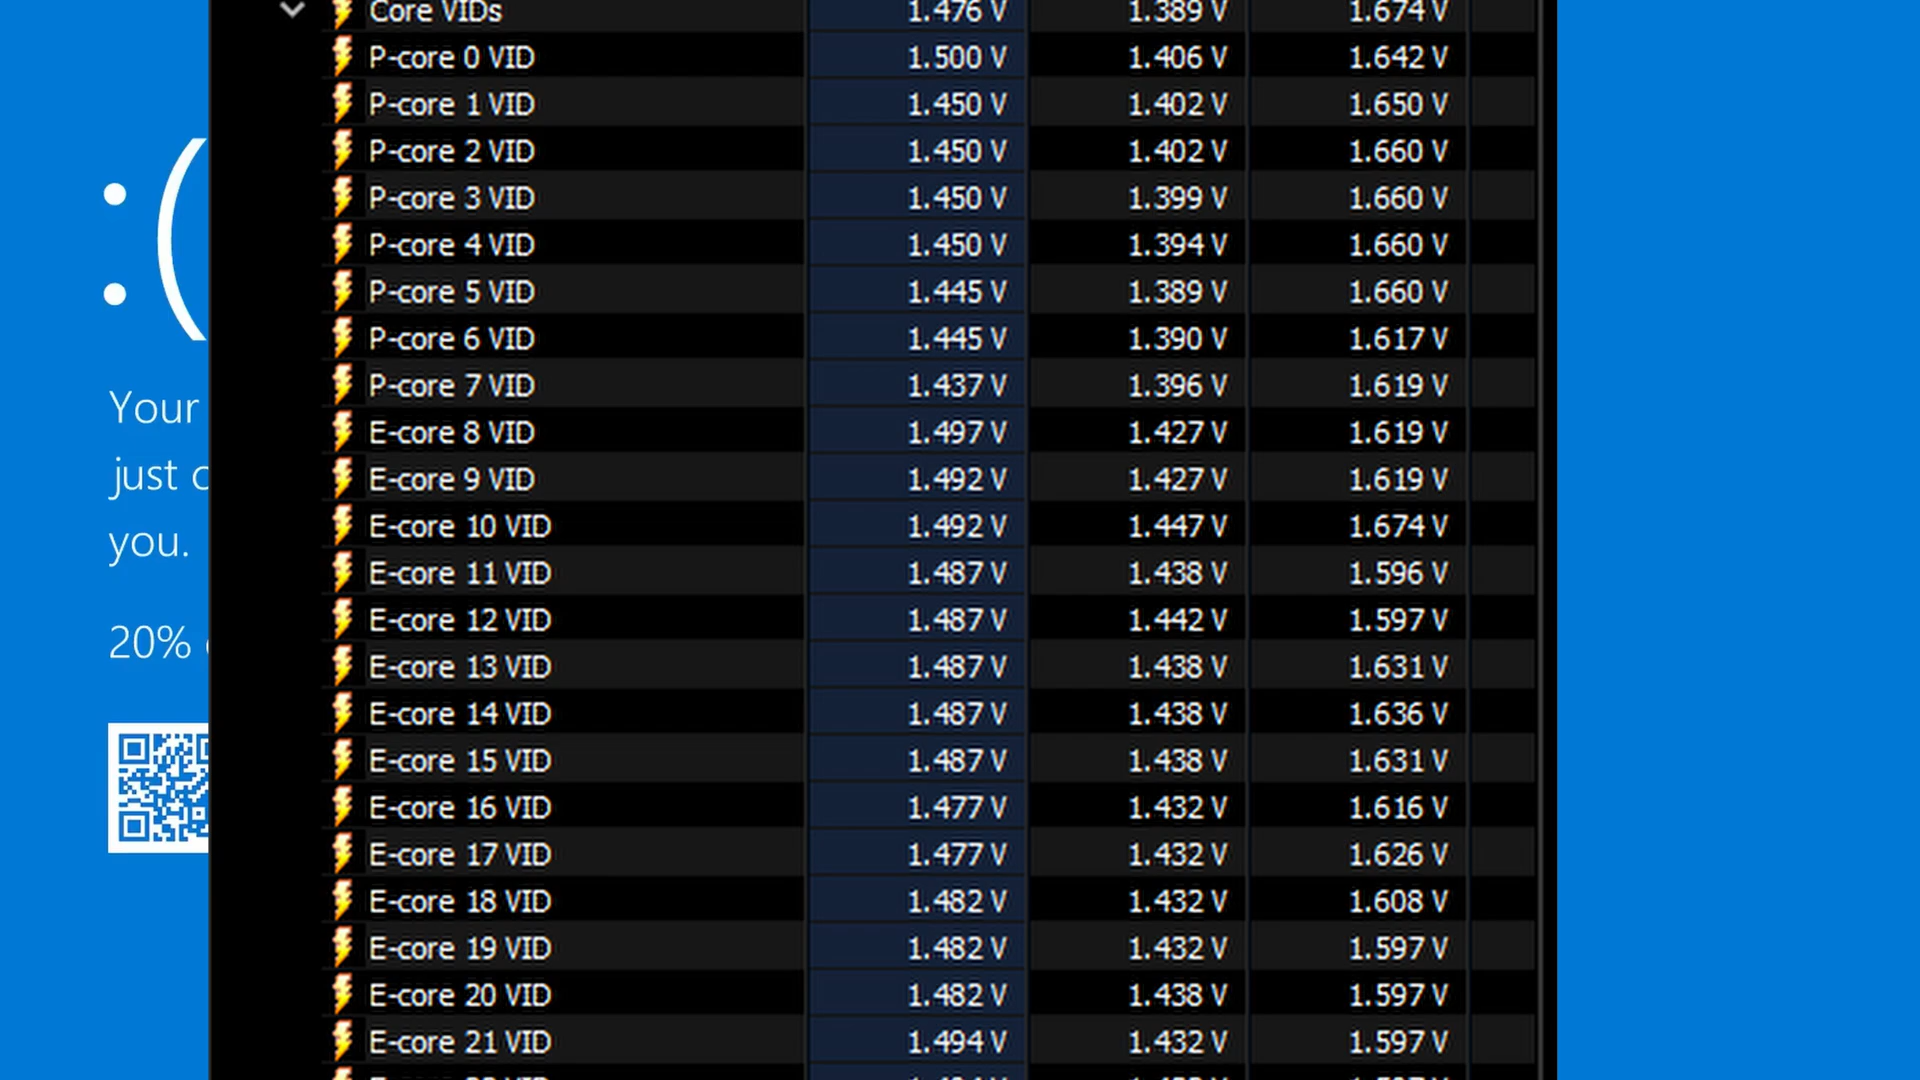 Core VIDs 1.476 V 1.389 V 1.674 V
P-core 0 VID 1.500 V 1.406 V 1.642 V
P-core 1 VID 1.450 V 1.402 V 1.650 V
P-core 2 VID 1.450 V 1.402 V 1.660 V
:(
P-core 3 VID 1.450 V 1.399 V 1.660 V
P-core 4 VID 1.450 V 1.394 V 1.660 V
P-core 5 VID 1.445 V 1.389 V 1.660 V
P-core 6 VID 1.445 V 1.390 V 1.617 V
P-core 7 VID 1.437 V 1.396 V 1.619 V
Your
E-core 8 VID 1.497 V 1.427 V 1.619 V
just
E-core 9 VID 1.492 V 1.427 V 1.619 V
E-core 10 VID 1.492 V 1.447 V 1.674 V
you.
E-core 11 VID 1.487 V 1.438 V 1.596 V
E-core 12 VID 1.487 V 1.442 V 1.597 V
20%
E-core 13 VID 1.487 V 1.438 V 1.631 V
E-core 14 VID 1.487 V 1.438 V 1.636 V
E-core 15 VID 1.487 V 1.438 V 1.631 V
E-core 16 VID 1.477 V 1.432 V 1.616 V
E-core 17 VID 1.477 V 1.432 V 1.626 V
E-core 18 VID 1.482 V 1.432 V 1.608 V
E-core 19 VID 1.482 V 1.432 V 1.597 V
E-core 20 VID 1.482 V 1.438 V 1.597 V
E-core 21 VID 1.494 V 1.432 V 1.597 V